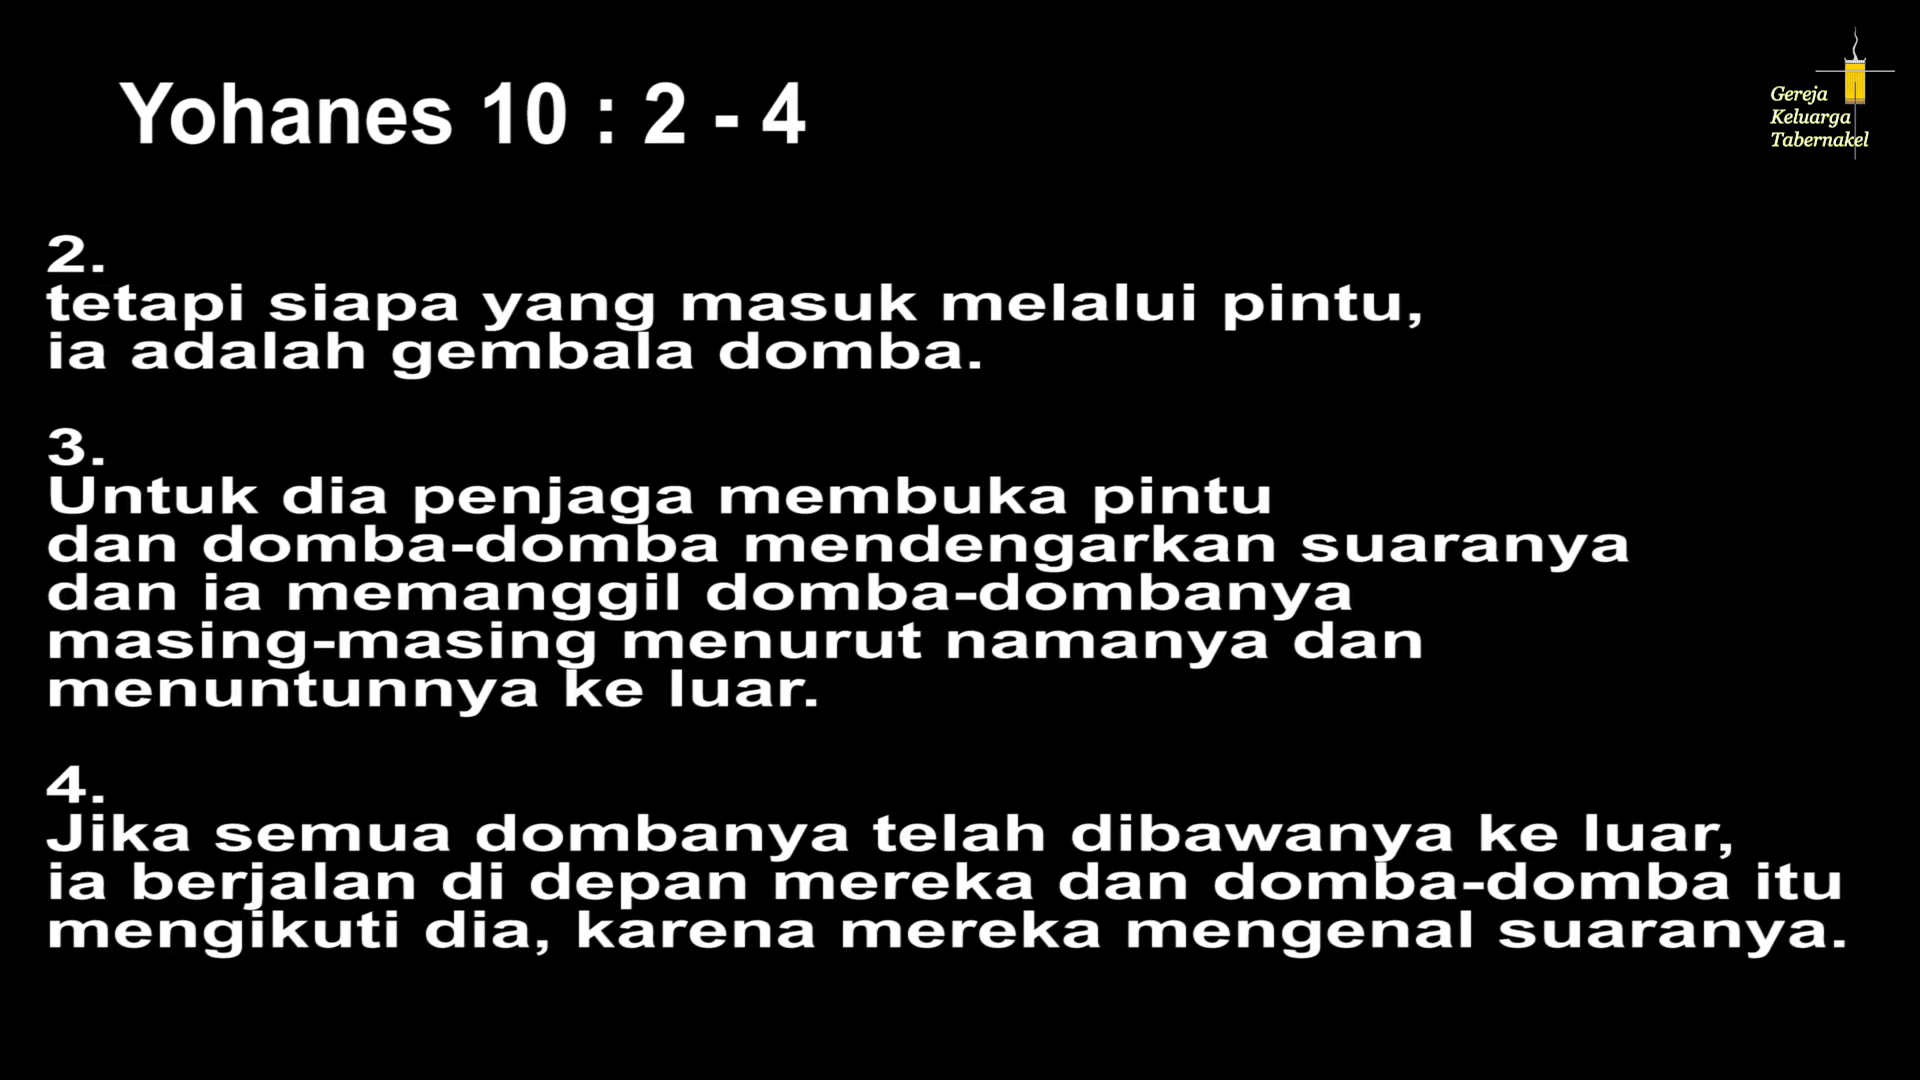 Yohanes 10 : 2 - 4
Gereja
Keluarga
Tabernakel
2.
tetapi siapa yang masuk melalui pintu,
ia adalah gembala domba.
3.
Untuk dia penjaga membuka pintu
dan domba-domba mendengarkan suaranya
dan ia memanggil domba-dombanya
masing-masing menurut namanya dan
menuntunnya ke luar.
4.
Jika semua dombanya telah dibawanya ke luar,
ia berjalan di depan mereka dan domba-domba itu
mengikuti dia, karena mereka mengenal suaranya.